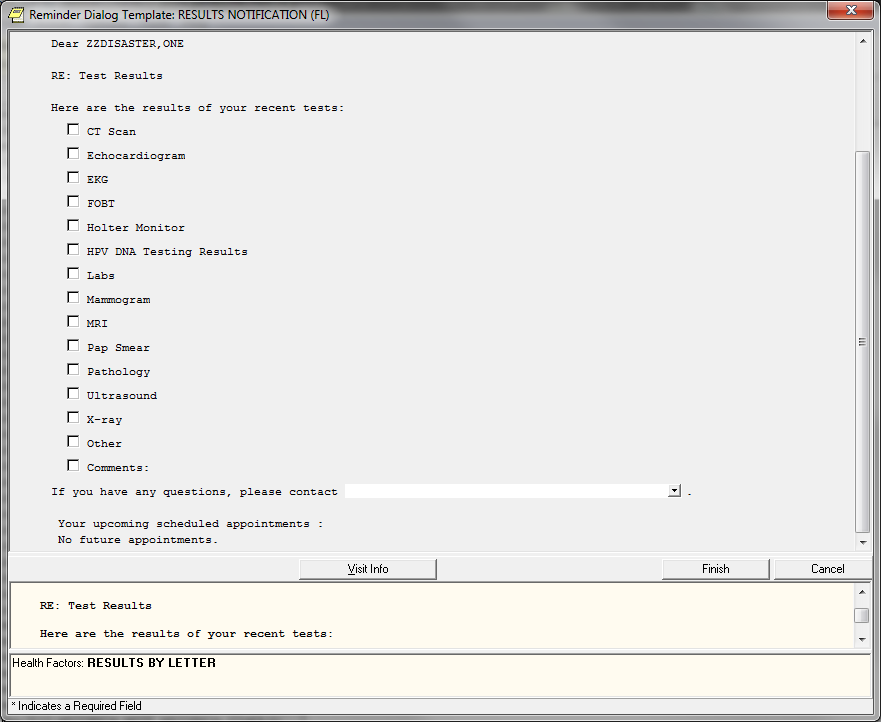 Reminder Dialog Template: RESULTS NOTIFICATION (FL)
Dear ZZDISASTER,ONE
RE: Test Results
Here are the results of your recent tests:
CT Scan
Echocardiogram
EKG
FOBT
Holter Monitor
HPV DNA Testing Results
Labs
Mammogram
MRI
Pap Smear
Pathology
Ultrasound
X-ray
Other
Comments:
If you have any questions, please contact .
Your upcoming scheduled appointments :
No future appointments.
Visit Info Finish Cancel
RE: Test Results
Here are the results of your recent tests:
Health Factors: RESULTS BY LETTER
* Indicates a Required Field